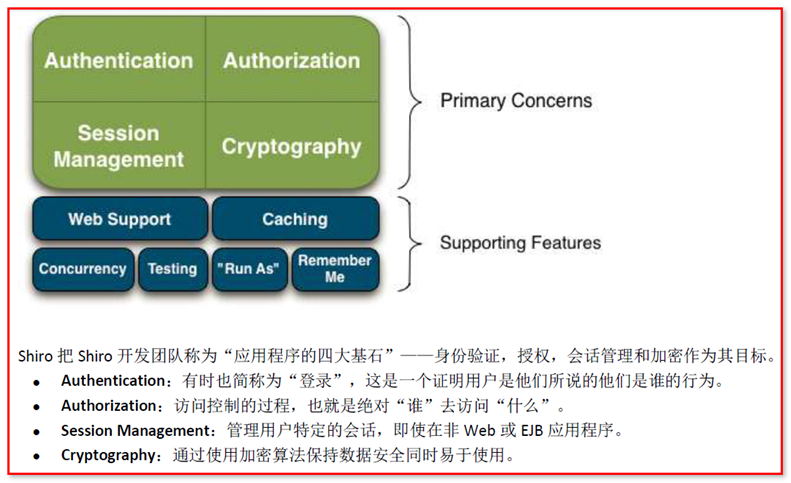 Authentication
Authorization
Session
Management
Cryptography
Primary Concerns
Web Support
Caching
Concurrency
Testing
"Run As"
Remember
Me
Supporting Features
Shiro 把 Shiro 开发团队称为“应用程序的四大基石”——身份验证，授权，会话管理和加密作为其目标。
● Authentication：有时也简称为“登录”，这是一个证明用户是他们所说的他们是谁的行为。
● Authorization：访问控制的过程，也就是绝对“谁”去访问“什么”。
● Session Management：管理用户特定的会话，即使在非 Web 或 EJB 应用程序。
● Cryptography：通过使用加密算法保持数据安全同时易于使用。